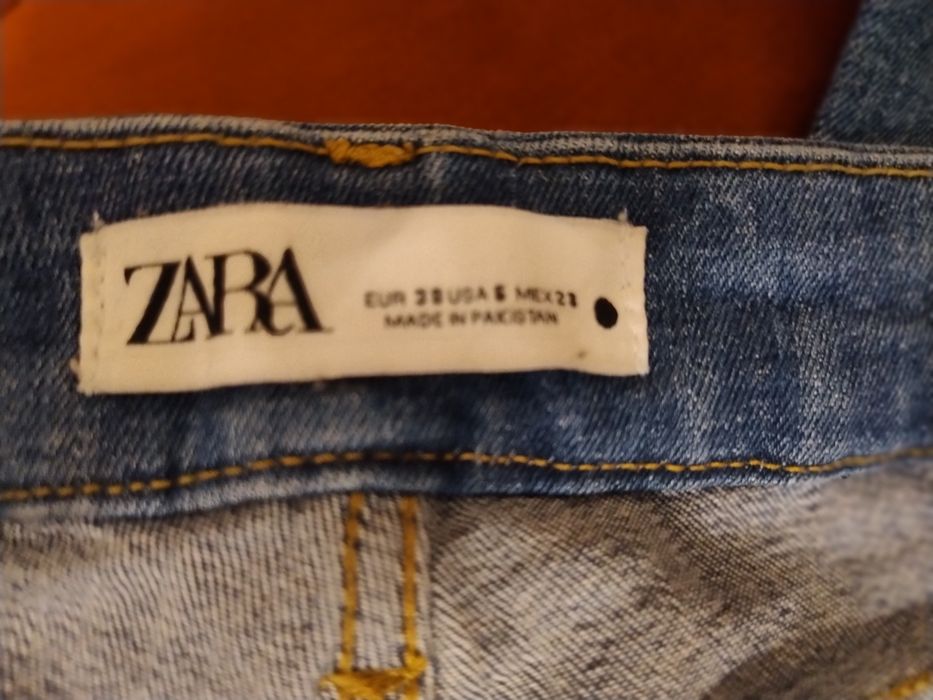 ZARA
EUR 38 USA 6 MEX 28
MADE IN PAKISTAN